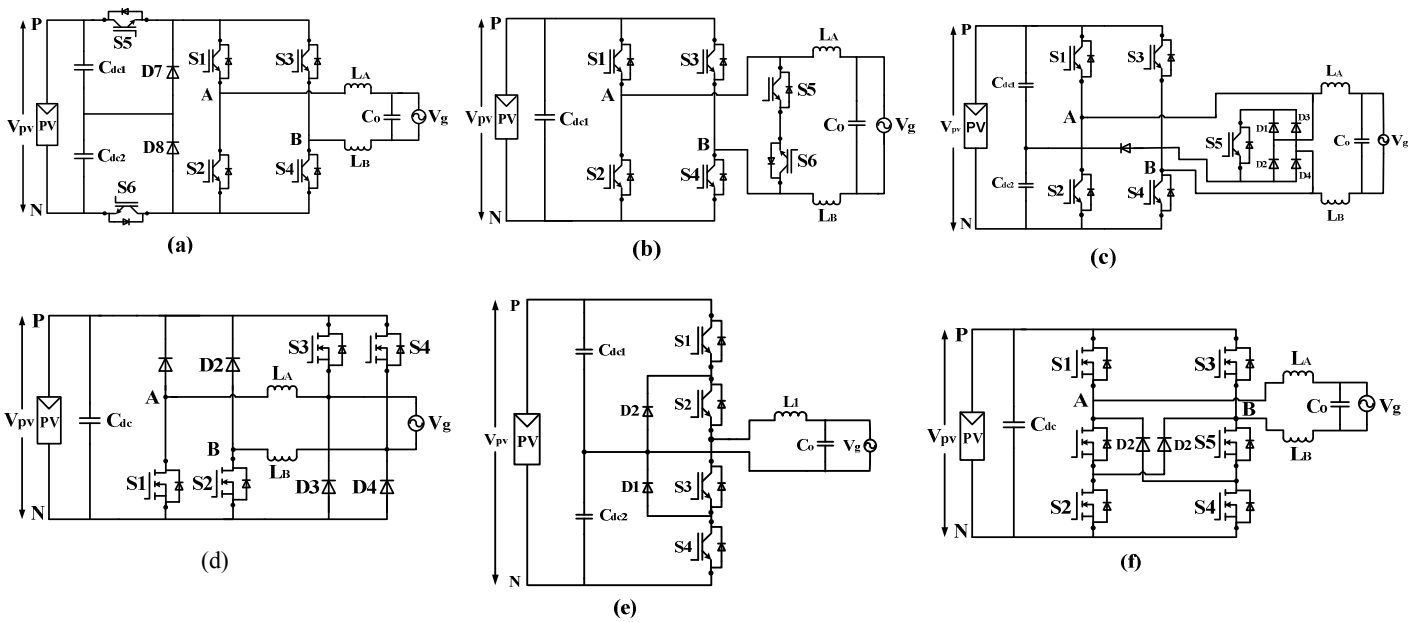 P
S5
Cdc1
D7
S1
S3
LA
A
Vpv
PV
Co
Vg
B
Cdc2
D8
S2
S4
LB
S6
N
(a)
P
S1
S3
LA
A
S5
Vpv
PV
Cdc1
Co
Vg
B
S6
S2
S4
LB
N
(b)
P
S1
S3
LA
Cdc1
A
D1
D3
S5
Vpv
PV
Co
Vg
B
D2
D4
Cdc2
S2
S4
LB
N
(c)
P
S3
S4
D2
LA
A
Vpv
PV
Cdc
Vg
B
LB
S1
S2
D3
D4
N
(d)
P
S1
Cdc1
D2
S2
L1
Vpv
PV
Co
Vg
D1
S3
Cdc2
S4
N
(e)
P
S1
S3
LA
A
B
Co
Vg
Vpv
PV
Cdc
D2
D2
S5
LB
S2
S4
N
(f)